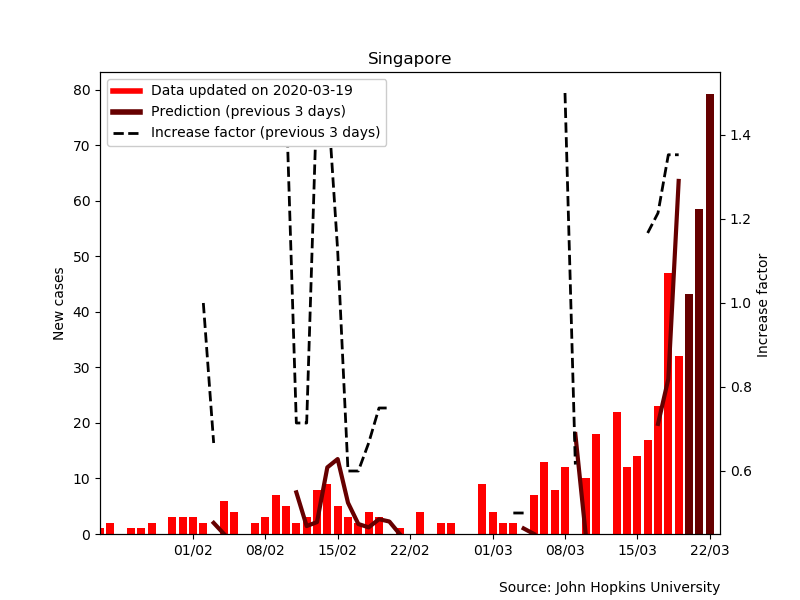 Singapore
Data updated on 2020-03-19
Prediction (previous 3 days)
Increase factor (previous 3 days)
New cases
80
70
60
50
40
30
20
10
0
1.4
1.2
1.0
0.8
0.6
Increase factor
01/02 08/02 15/02 22/02 01/03 08/03 15/03 22/03
Source: John Hopkins University